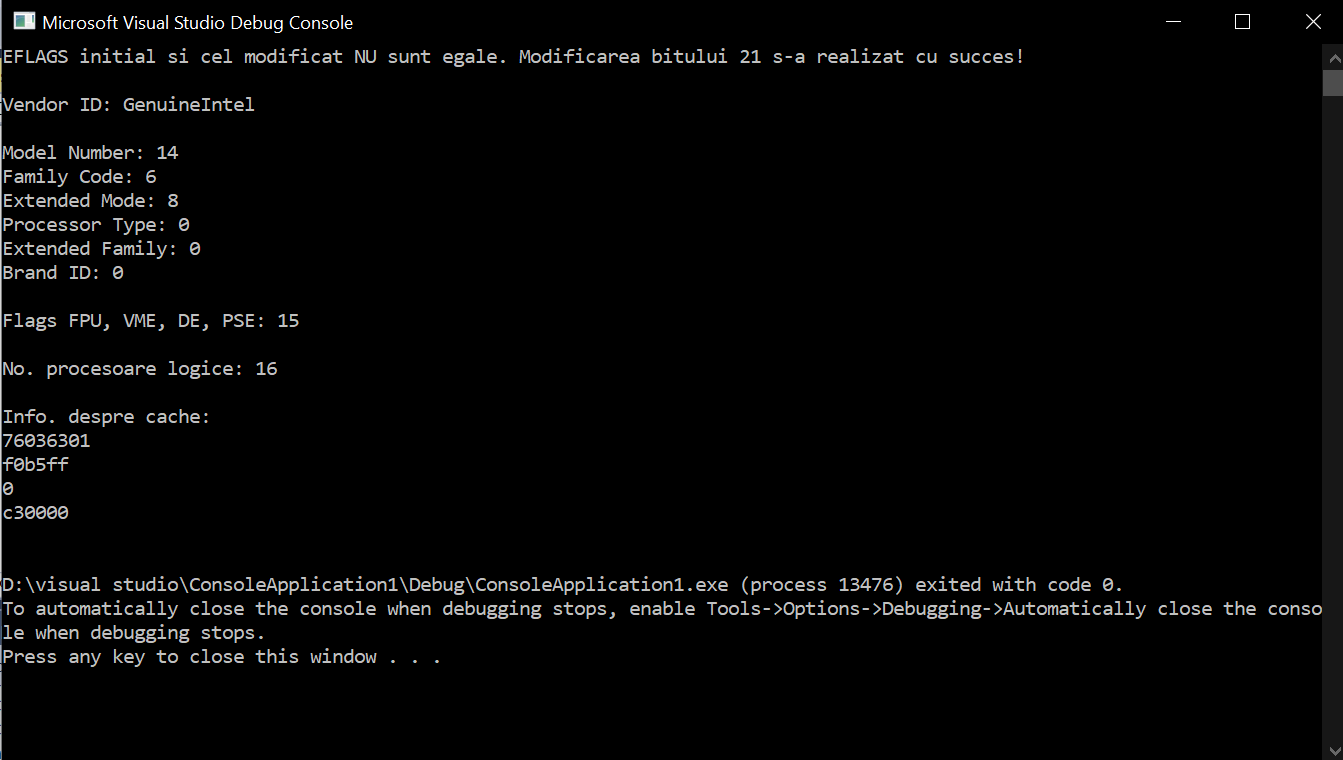 Microsoft Visual Studio Debug Console
EFLAGS initial si cel modificat NU sunt egale. Modificarea bitului 21 s-a realizat cu succes!
Vendor ID: GenuineIntel
Model Number: 14
Family Code: 6
Extended Mode: 8
Processor Type: 0
Extended Family: 0
Brand ID: 0
Flags FPU, VME, DE, PSE: 15
No. procesoare logice: 16
Info. despre cache:
76036301
f0b5ff
0
c30000
D:\visual studio\ConsoleApplication1\Debug\ConsoleApplication1.exe (process 13476) exited with code 0.
To automatically close the console when debugging stops, enable Tools->Options->Debugging->Automatically close the conso
le when debugging stops.
Press any key to close this window . . .